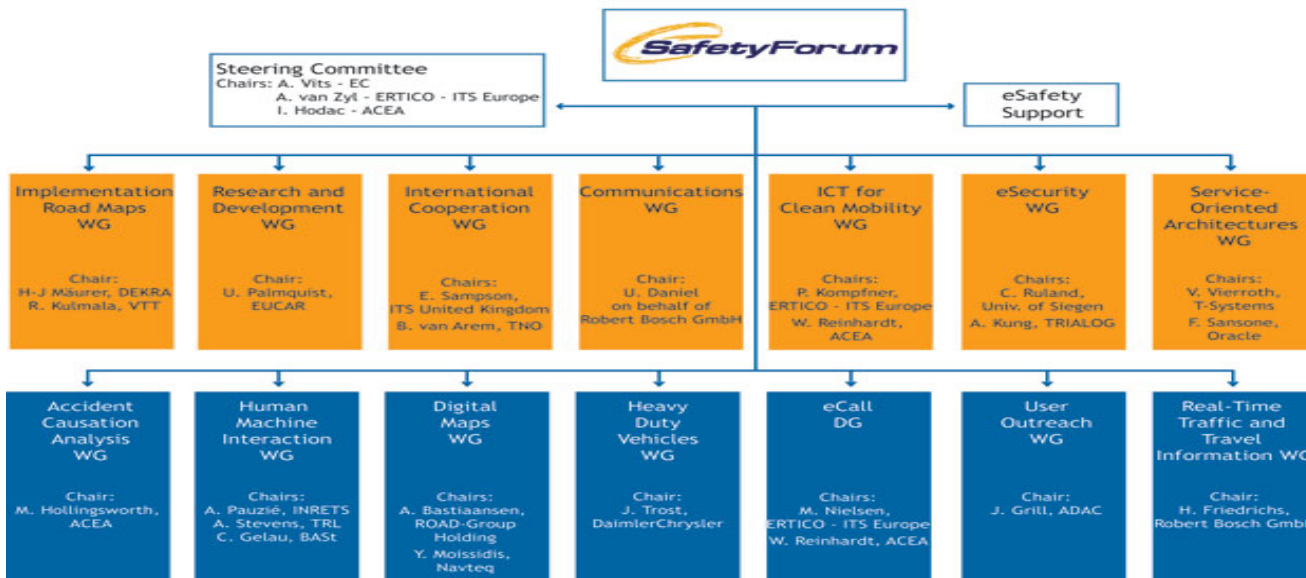 SafetyForum
Steering Committee
Chairs: A. Vits - EC
A. van Zyl - ERTICO - ITS Europe
I. Hodac - ACEA
eSafety
Support
Implementation
Road Maps
WG
Chair:
H-J Mäurer, DEKRA
R. Kulmala, VTT
Research and
Development
WG
Chair:
U. Palmquist,
EUCAR
International
Cooperation
WG
Chairs:
E. Sampson,
ITS United Kingdom
B. van Arem, TNO
Communications
WG
Chair:
U. Daniel
on behalf of
Robert Bosch GmbH
ICT for
Clean Mobility
WG
Chairs:
P. Kompfner,
ERTICO - ITS Europe
W. Reinhardt,
ACEA
eSecurity
WG
Chairs:
C. Ruland,
Univ. of Siegen
A. Kung, TRIALOG
Service-
Oriented
Architectures
WG
Chairs:
V. Vierroth,
T-Systems
F. Sansone,
Oracle
Accident
Causation
Analysis
WG
Chair:
M. Hollingsworth,
ACEA
Human
Machine
Interaction
WG
Chairs:
A. Pauzié, INRETS
A. Stevens, TRL
C. Gelau, BASt
Digital
Maps
WG
Chairs:
A. Bastiaansen,
ROAD-Group
Holding
Y. Moissidis,
Navteq
Heavy
Duty
Vehicles
WG
Chair:
J. Trost,
DaimlerChrysler
eCall
DG
Chairs:
M. Nielsen,
ERTICO - ITS Europe
W. Reinhardt, ACEA
User
Outreach
WG
Chair:
J. Grill, ADAC
Real-Time
Traffic and
Travel
Information WG
Chair:
H. Friedrichs,
Robert Bosch GmbH